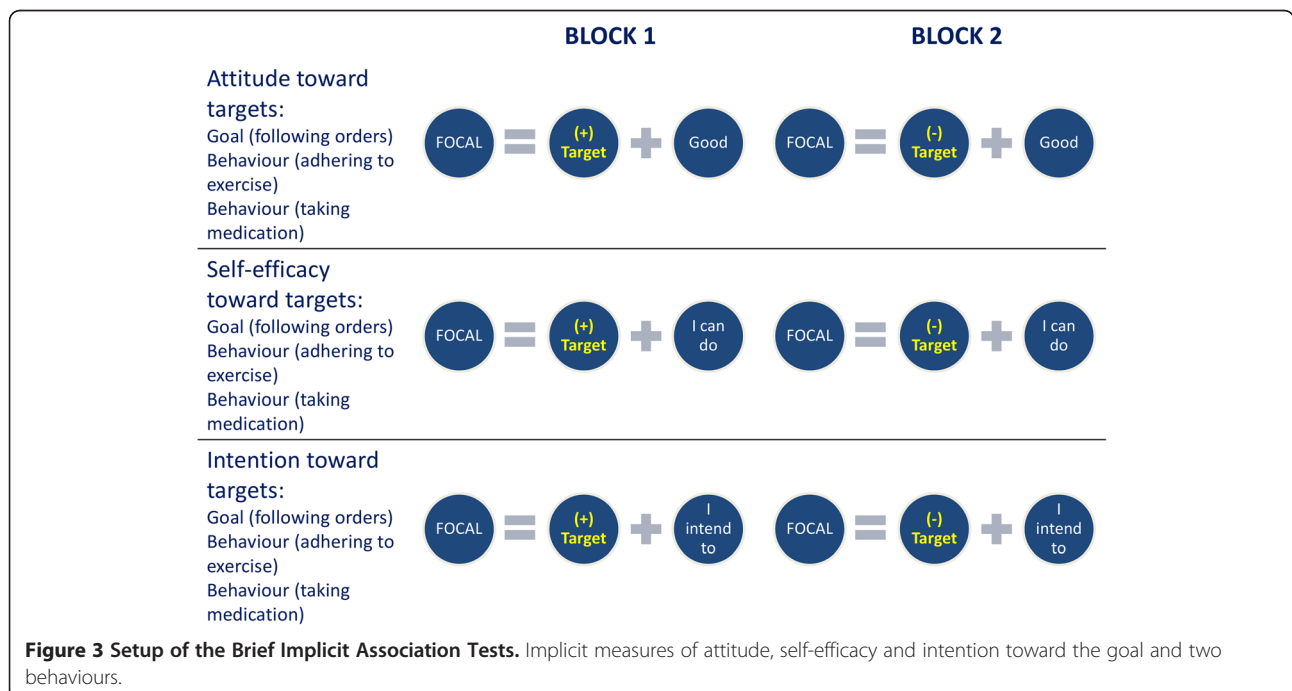 BLOCK 1 BLOCK 2
Attitude toward
targets:
Goal (following orders)
Behaviour (adhering to
exercise)
Behaviour (taking
medication)
FOCAL = (+) Target + Good FOCAL = (-) Target + Good
Self-efficacy
toward targets:
Goal (following orders)
Behaviour (adhering to
exercise)
Behaviour (taking
medication)
FOCAL = (+) Target + I can do FOCAL = (-) Target + I can do
Intention toward
targets:
Goal (following orders)
Behaviour (adhering to
exercise)
Behaviour (taking
medication)
FOCAL = (+) Target + I intend to FOCAL = (-) Target + I intend to
Figure 3 Setup of the Brief Implicit Association Tests. Implicit measures of attitude, self-efficacy and intention toward the goal and two
behaviours.